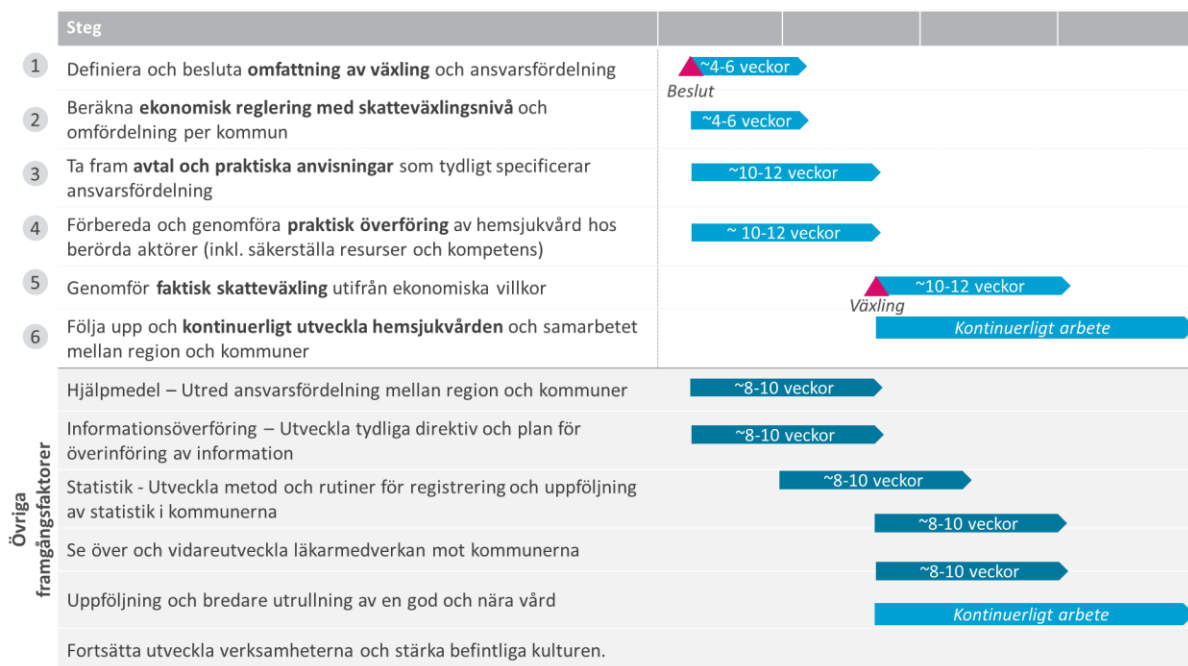 Steg
1
Definiera och besluta omfattning av växling och ansvarsfördelning
~4-6 veckor
Beslut
2
Beräkna ekonomisk reglering med skatteväxlingsnivå och
omfördelning per kommun
~4-6 veckor
3
Ta fram avtal och praktiska anvisningar som tydligt specificerar
ansvarsfördelning
~10-12 veckor
4
Förbereda och genomföra praktisk överföring av hemsjukvård hos
berörda aktörer (inkl. säkerställa resurser och kompetens)
~ 10-12 veckor
5
Genomför faktisk skatteväxling utifrån ekonomiska villkor
~10-12 veckor
Växling
6
Följa upp och kontinuerligt utveckla hemsjukvården och samarbetet
mellan region och kommuner
Kontinuerligt arbete
Övriga
framgångsfaktorer
Hjälpmedel – Utred ansvarsfördelning mellan region och kommuner
~8-10 veckor
Informationsöverföring – Utveckla tydliga direktiv och plan för
överinföring av information
~8-10 veckor
Statistik - Utveckla metod och rutiner för registrering och uppföljning
av statistik i kommunerna
~8-10 veckor
~8-10 veckor
Se över och vidareutveckla läkarmedverkan mot kommunerna
~8-10 veckor
Uppföljning och bredare utrullning av en god och nära vård
Kontinuerligt arbete
Fortsätta utveckla verksamheterna och stärka befintliga kulturen.